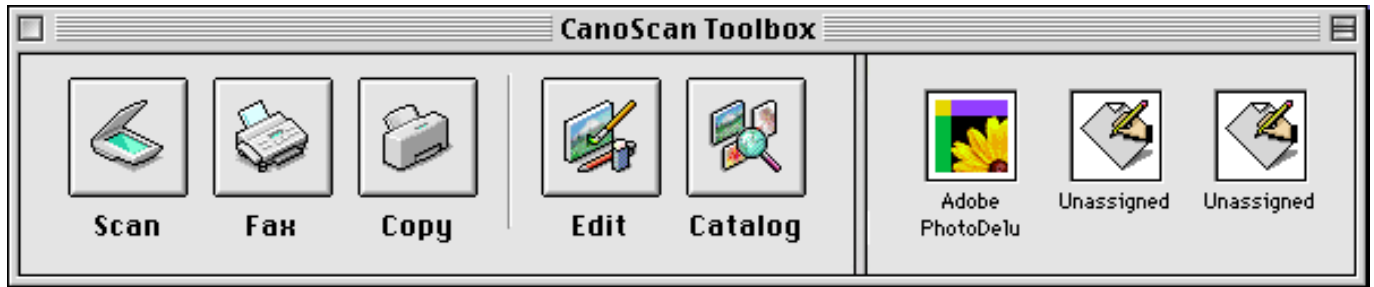 CanoScan Toolbox
Scan
Fax
Copy
Edit
Catalog
Adobe
PhotoDelu
Unassigned
Unassigned